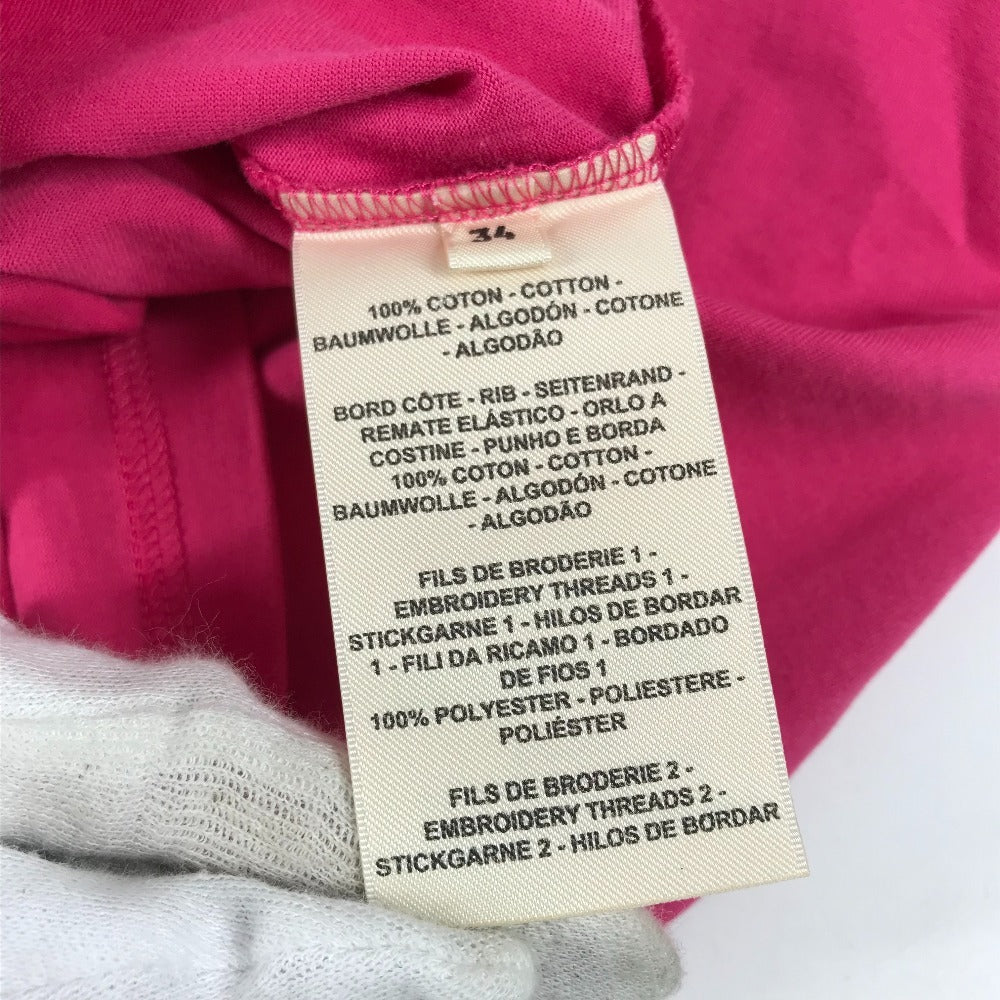 34
100% COTON - COTTON -
BAUMWOLLE - ALGODÓN - COTONE
- ALGODÃO
BORD CÔTE - RIB - SEITENRAND -
REMATE ELÁSTICO - ORLO A
COSTINE - PUNHO E BORDA
100% COTON - COTTON -
BAUMWOLLE - ALGODÓN - COTONE
- ALGODÃO
FILS DE BRODERIE 1 -
EMBROIDERY THREADS 1 -
STICKGARNE 1 - HILOS DE BORDAR
1 - FILI DA RICAMO 1 - BORDADO
DE FIOS 1
100% POLYESTER - POLIESTERE -
POLIÉSTER
FILS DE BRODERIE 2 -
EMBROIDERY THREADS 2 -
STICKGARNE 2 - HILOS DE BORDAR